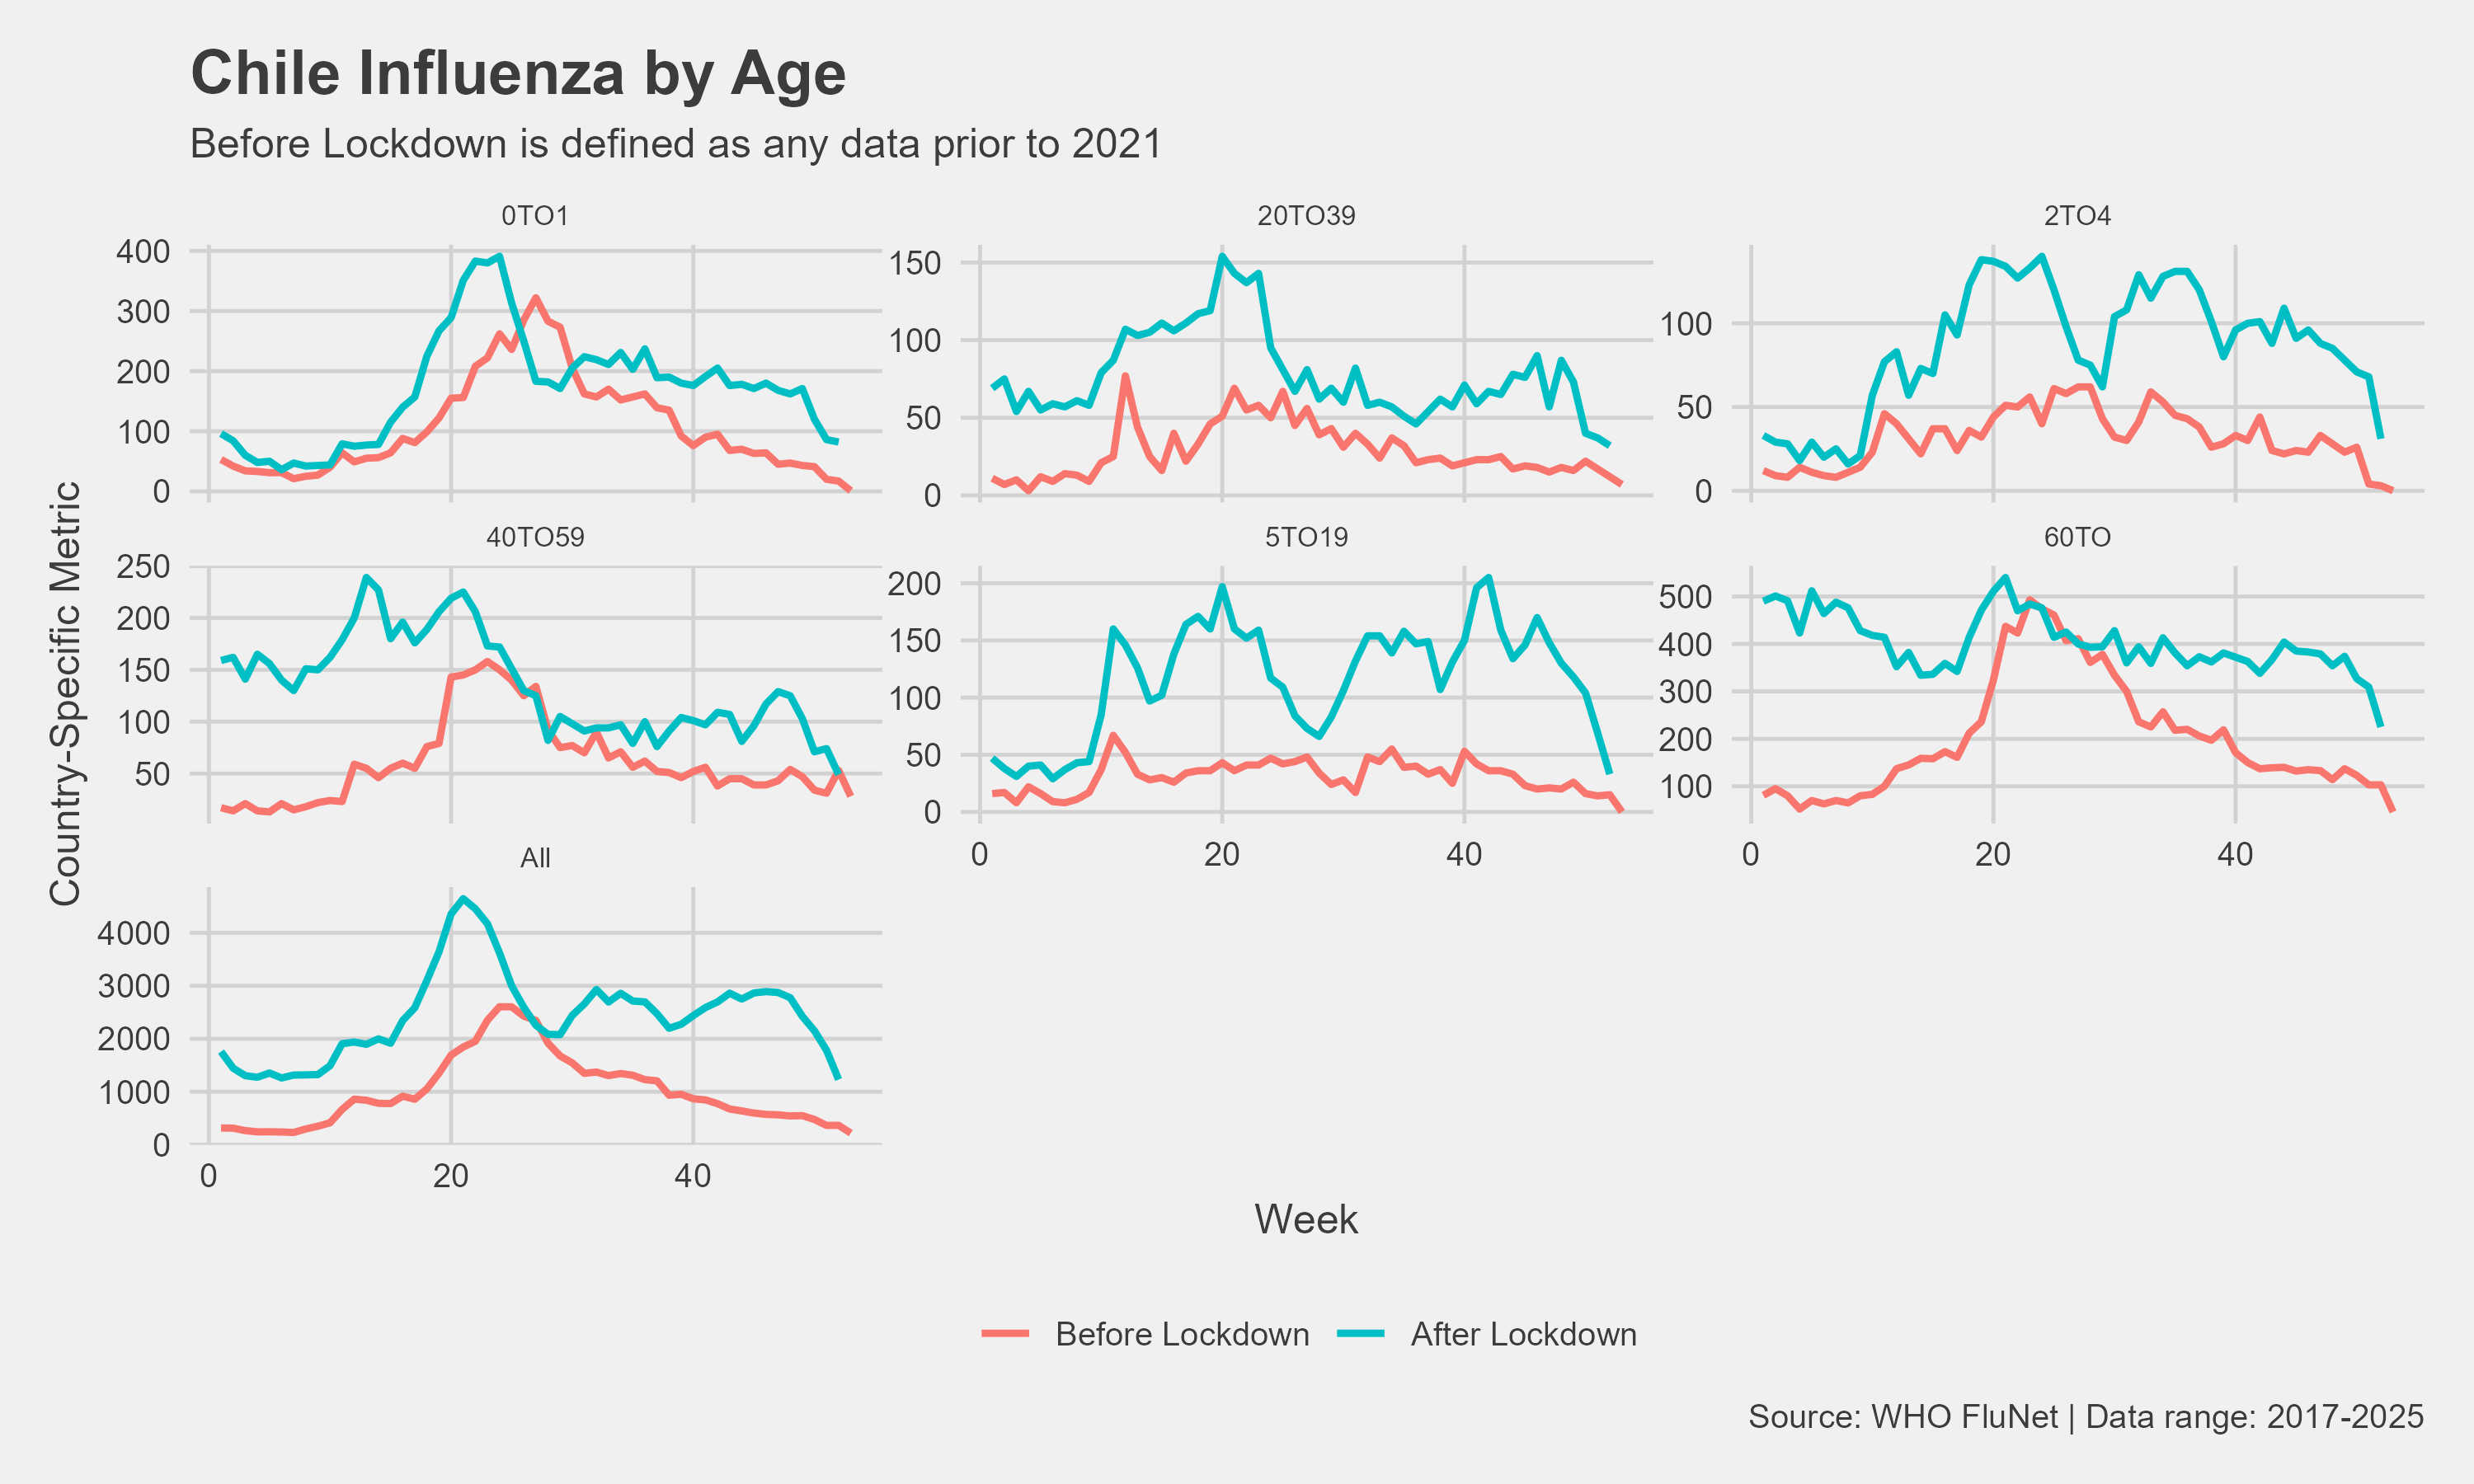 Chile Influenza by Age
Before Lockdown is defined as any data prior to 2021
Country-Specific Metric
0TO1
400
300
200
100
0
20TO39
150
100
50
0
2TO4
100
50
0
40TO59
250
200
150
100
50
5TO19
200
150
100
50
0
0 20 40
60TO
500
400
300
200
100
0 20 40
All
4000
3000
2000
1000
0
0 20 40
Week
Before Lockdown After Lockdown
Source: WHO FluNet | Data range: 2017-2025